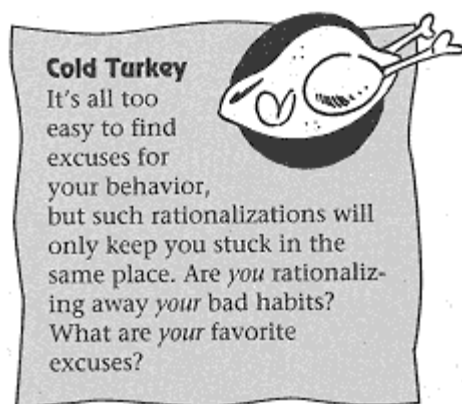 Cold Turkey
It's all too
easy to find
excuses for
your behavior,
but such rationalizations will
only keep you stuck in the
same place. Are you rationaliz-
ing away your bad habits?
What are your favorite
excuses?